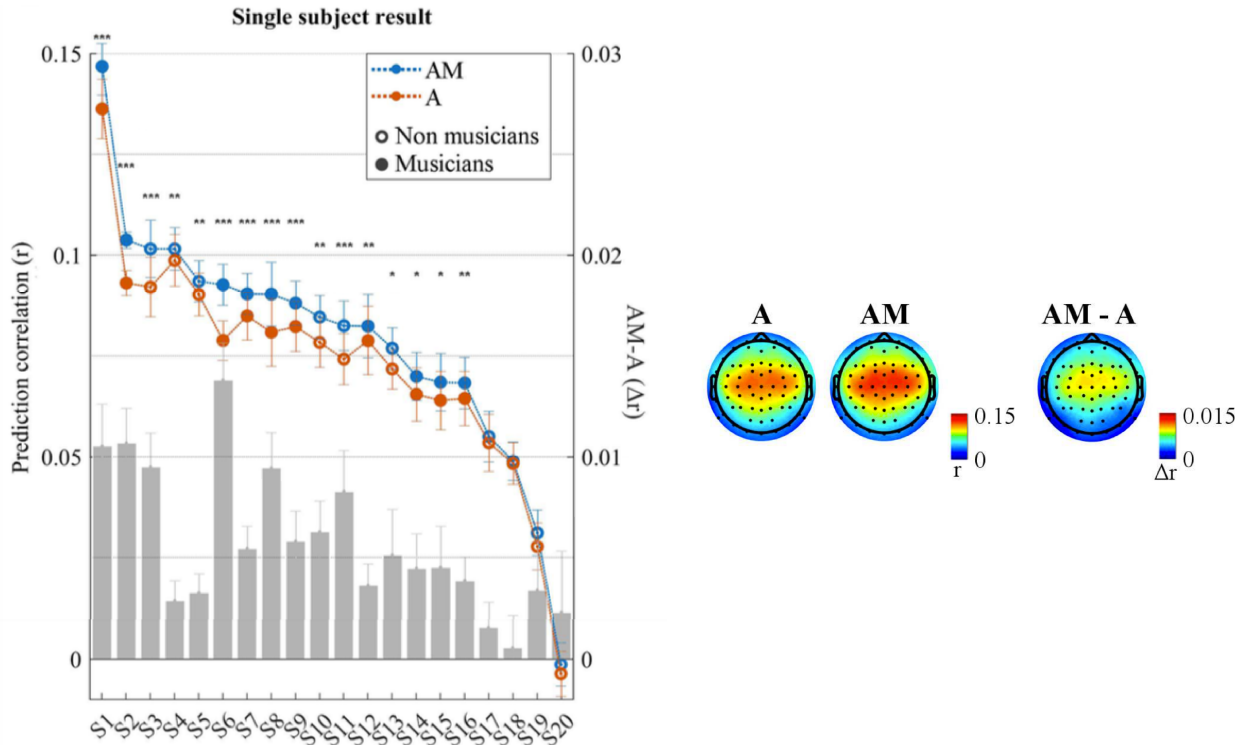 Single subject result
0.15
0.1
0.05
0
Prediction correlation (r)
AM
A
Non musicians
Musicians
***
***
***
**
**
***
***
***
***
**
***
**
*
*
*
**
0.03
0.02
0.01
0
AM-A (Δr)
S1 S2 S3 S4 S5 S6 S7 S8 S9 S10 S11 S12 S13 S14 S15 S16 S17 S18 S19 S20
A AM AM - A
0.15
0
r
0.015
0
Δr